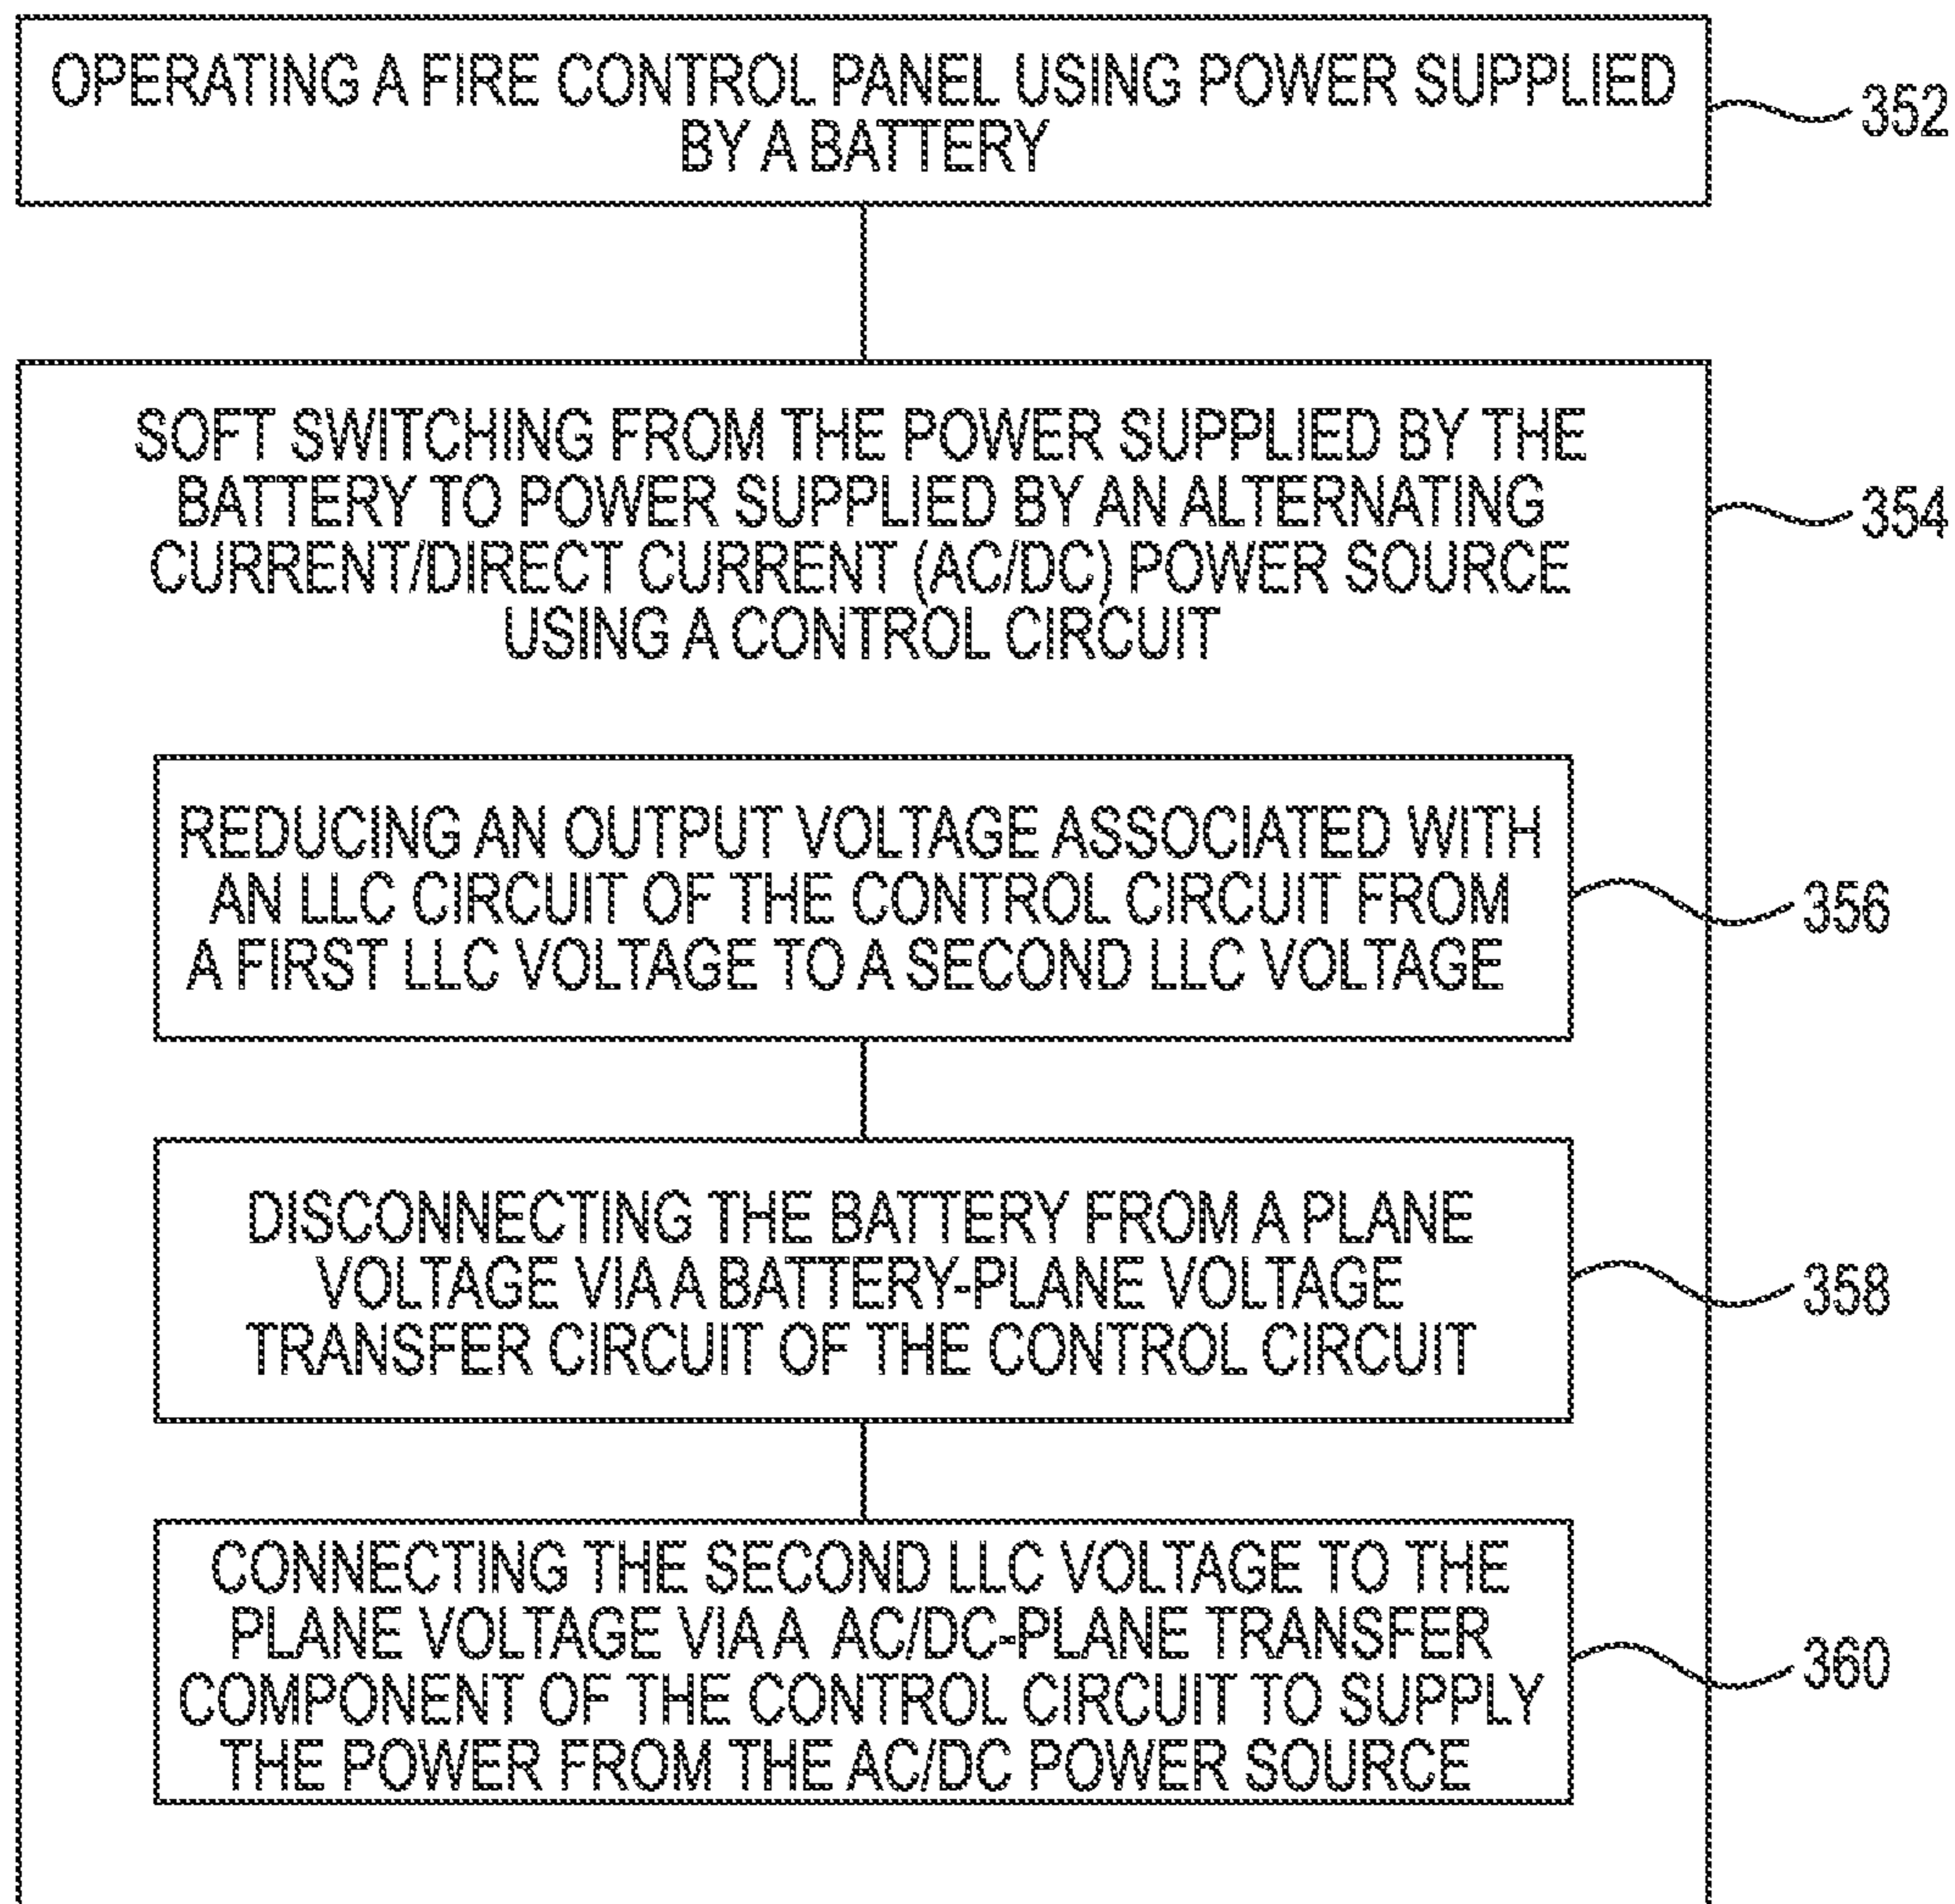 OPERATING A FIRE CONTROL PANEL USING POWER SUPPLIED
BY A BATTERY
352
SOFT SWITCHING FROM THE POWER SUPPLIED BY THE
BATTERY TO POWER SUPPLIED BY AN ALTERNATING
CURRENT/DIRECT CURRENT (AC/DC) POWER SOURCE
USING A CONTROL CIRCUIT
354
REDUCING AN OUTPUT VOLTAGE ASSOCIATED WITH
AN LLC CIRCUIT OF THE CONTROL CIRCUIT FROM
A FIRST LLC VOLTAGE TO A SECOND LLC VOLTAGE
356
DISCONNECTING THE BATTERY FROM A PLANE
VOLTAGE VIA A BATTERY-PLANE VOLTAGE
TRANSFER CIRCUIT OF THE CONTROL CIRCUIT
358
CONNECTING THE SECOND LLC VOLTAGE TO THE
PLANE VOLTAGE VIA A AC/DC-PLANE TRANSFER
COMPONENT OF THE CONTROL CIRCUIT TO SUPPLY
THE POWER FROM THE AC/DC POWER SOURCE
360